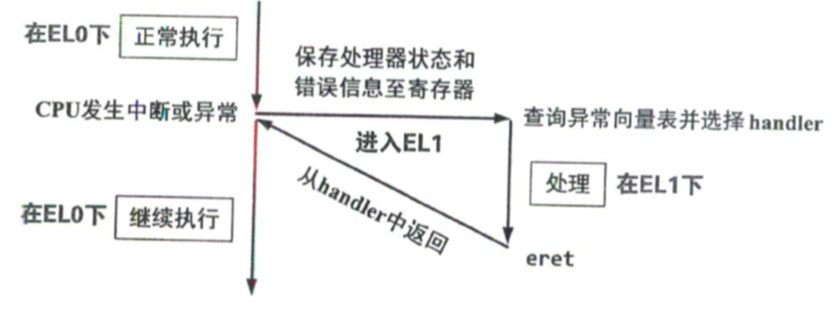 在EL0下 正常执行
保存处理器状态和
错误信息至寄存器
CPU发生中断或异常
查询异常向量表并选择 handler
进入EL1
处理 在EL1下
从handler中返回
在EL0下 继续执行
eret